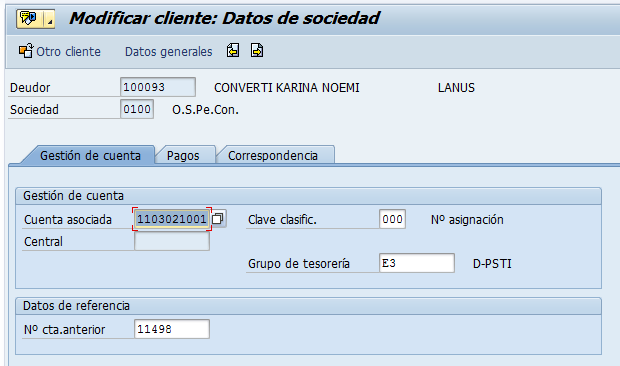 Modificar cliente: Datos de sociedad
Otro cliente Datos generales
Deudor 100093 CONVERTI KARINA NOEMI LANUS
Sociedad 0100 O.S.Pe.Con.
Gestión de cuenta Pagos Correspondencia
Gestión de cuenta
Cuenta asociada 1103021001 Clave clasific. 000 Nº asignación
Central
Grupo de tesorería E3 D-PSTI
Datos de referencia
Nº cta.anterior 11498